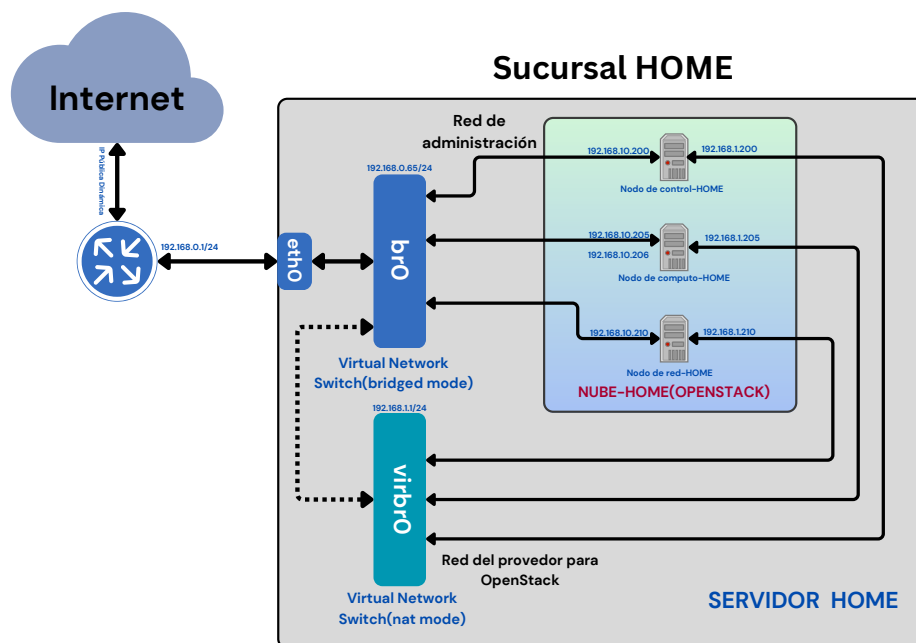 Sucursal HOME
Internet
IP Pública Dinámica
192.168.0.1/24
eth0
192.168.0.65/24
br0
Virtual Network
Switch(bridged mode)
Red de
administración
192.168.10.200
192.168.1.200
Nodo de control-HOME
192.168.10.205
192.168.10.206
192.168.1.205
Nodo de computo-HOME
192.168.10.210
192.168.1.210
Nodo de red-HOME
NUBE-HOME(OPENSTACK)
192.168.1.1/24
virbr0
Virtual Network
Switch(nat mode)
Red del provedor para
OpenStack
SERVIDOR HOME